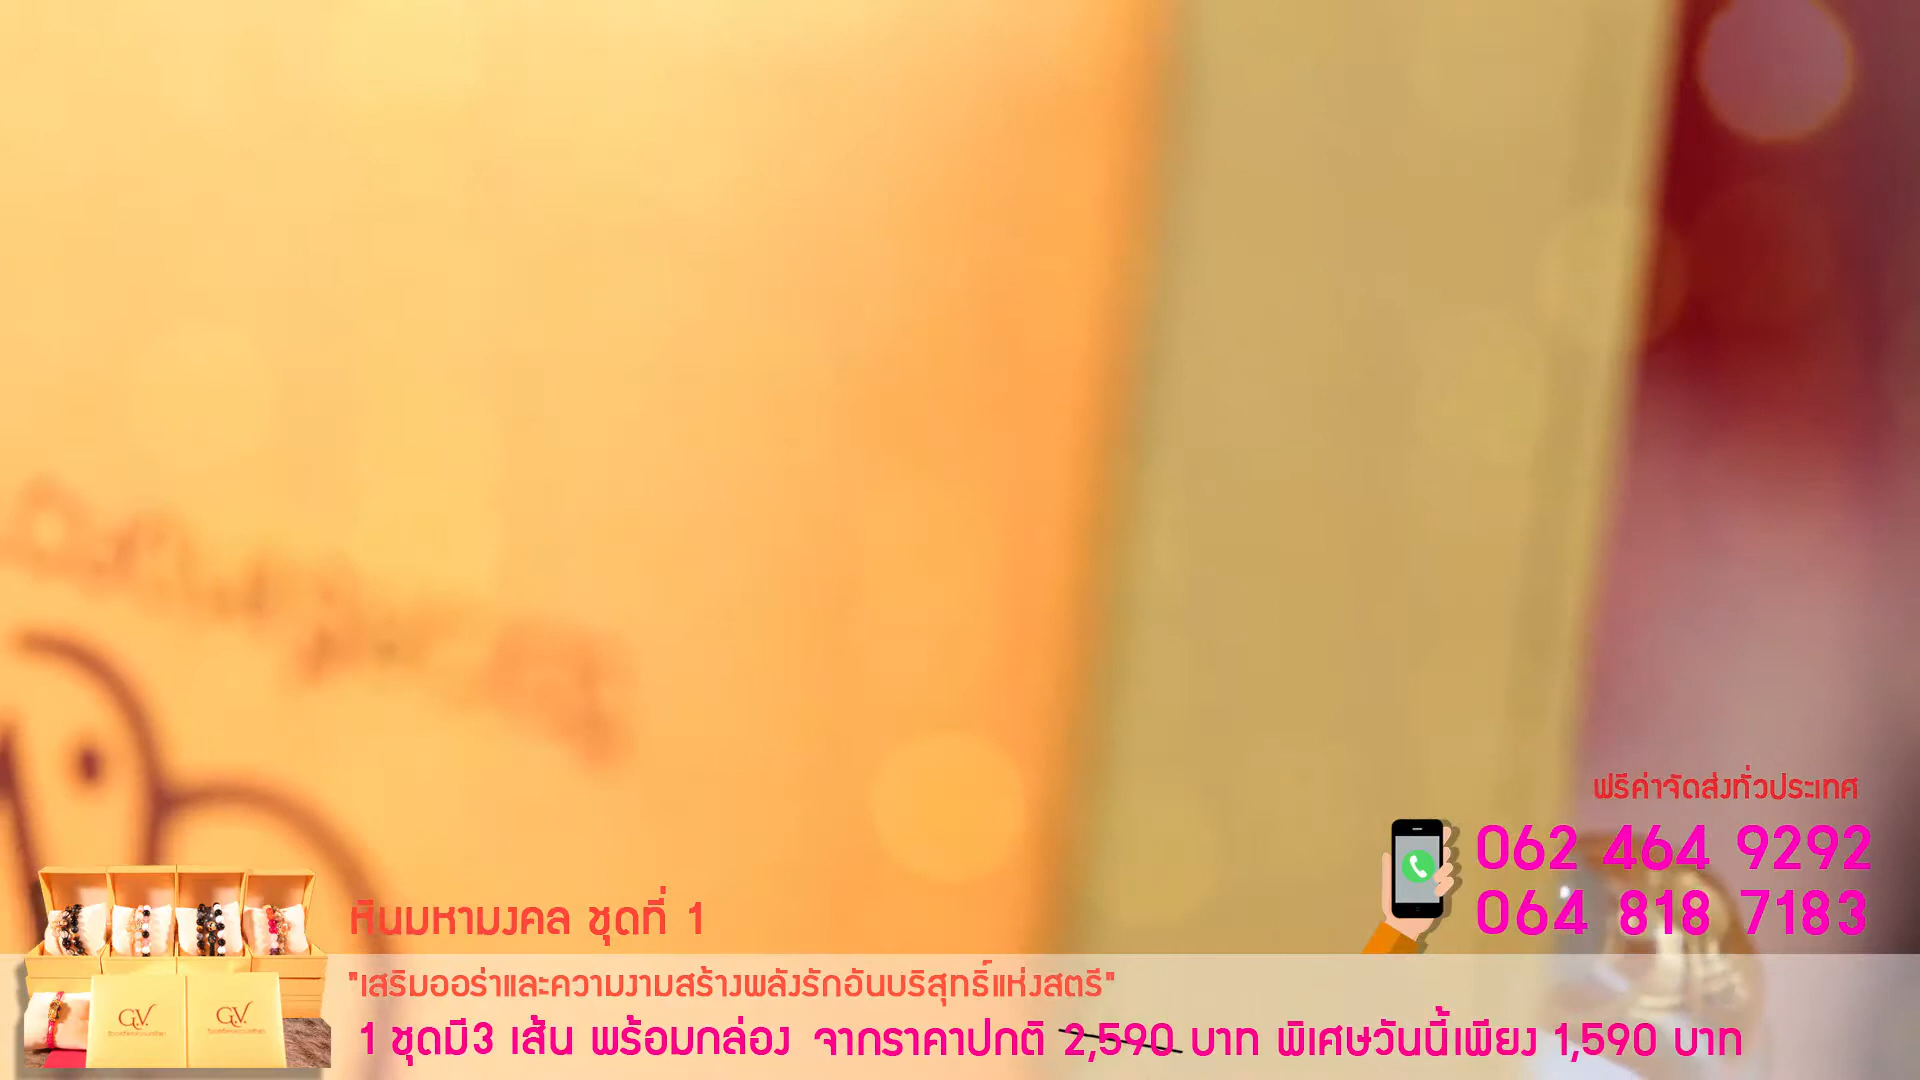 ฟรีค่าจัดส่งทั่วประเทศ
062 464 9292
064 818 7183
หินมหามงคล ชุดที่ 1
"เสริมออร่าและความงามสร้างพลังรักอันบริสุทธิ์แห่งสตรี"
1 ชุดมี3 เส้น พร้อมกล่อง จากราคาปกติ 2,590 บาท พิเศษวันนี้เพียง 1,590 บาท
G.V. G.V.